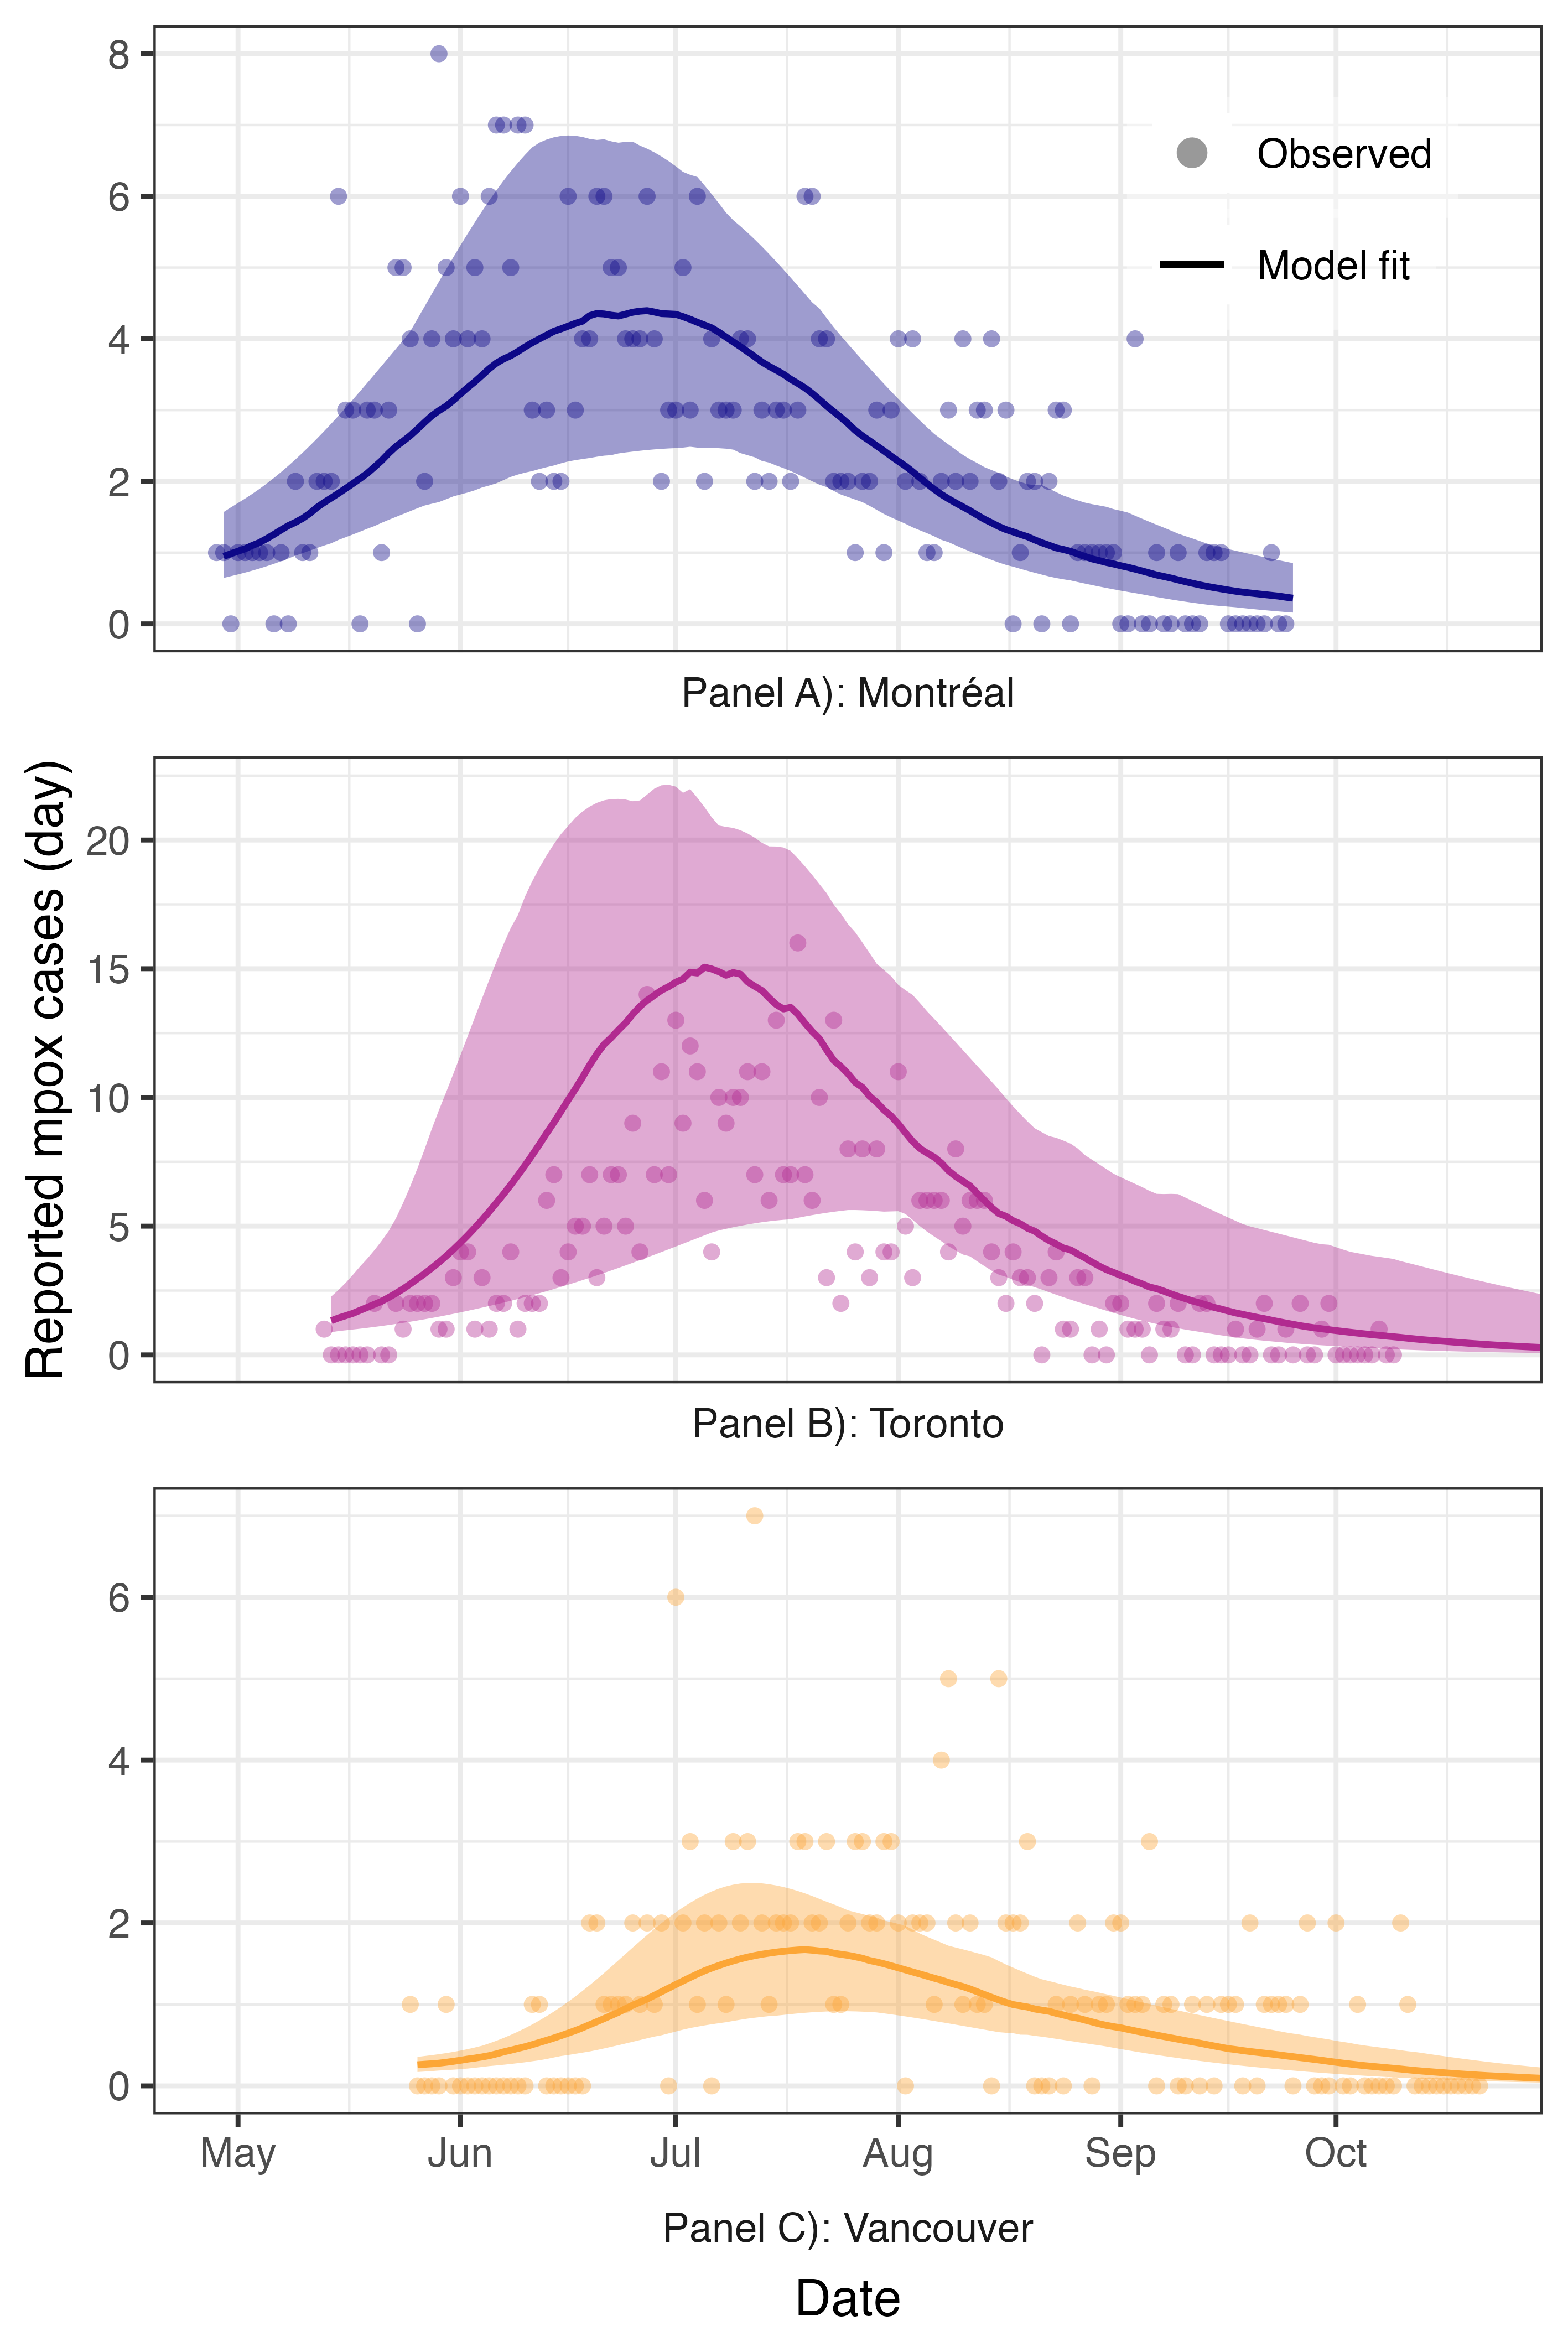 8
6
4
2
0
Observed
Model fit
Panel A): Montréal
Reported mpox cases (day)
20
15
10
5
0
Panel B): Toronto
6
4
2
0
May Jun Jul Aug Sep Oct
Panel C): Vancouver
Date